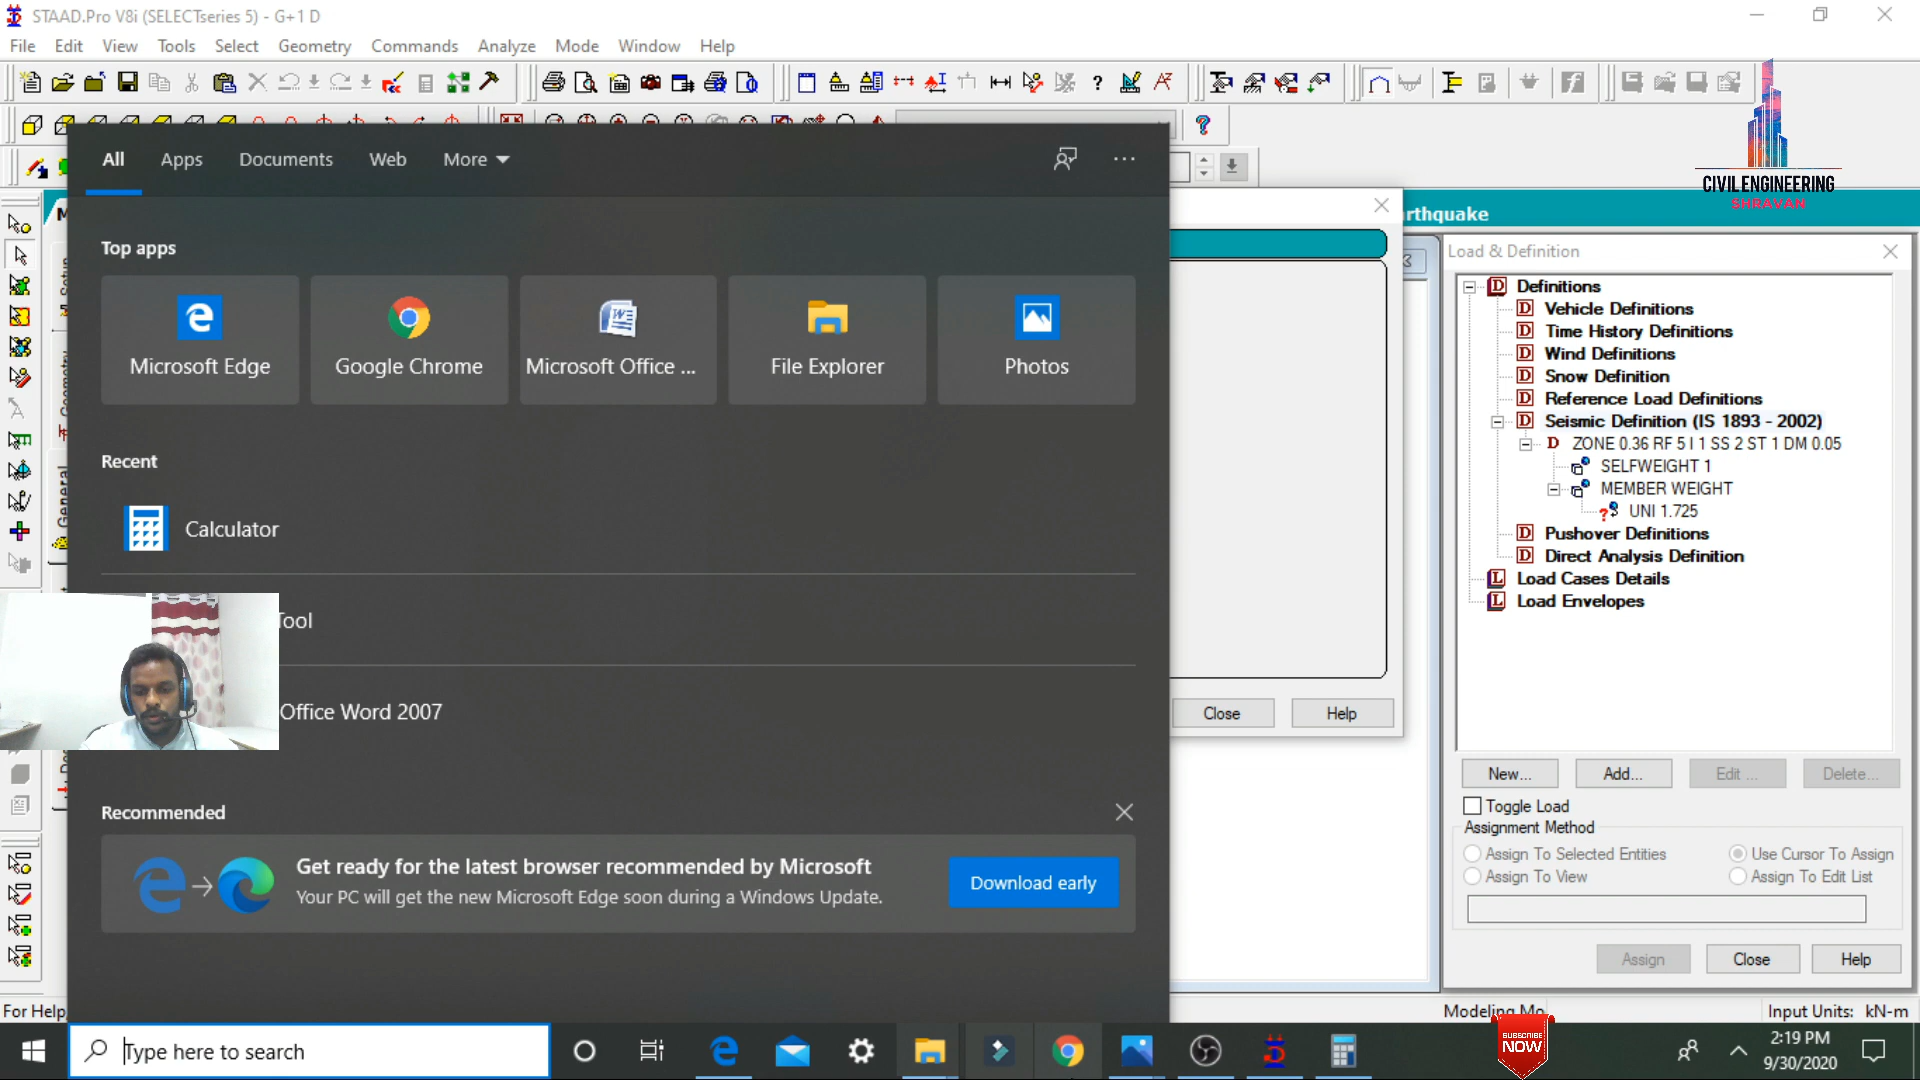 STAAD.Pro V8i (SELECTseries 5) - G+1 D
File Edit View Tools Select Geometry Commands Analyze Mode Window Help
All Apps Documents Web More
Top apps
Microsoft Edge
Google Chrome
Microsoft Office ...
File Explorer
Photos
Recent
Calculator
Tool
Office Word 2007
Recommended
Get ready for the latest browser recommended by Microsoft
Your PC will get the new Microsoft Edge soon during a Windows Update.
Download early
Setup
Geometry
General
CIVIL ENGINEERING
SHRAVAN
rthquake
Close
Help
Load & Definition
Definitions
Vehicle Definitions
Time History Definitions
Wind Definitions
Snow Definition
Reference Load Definitions
Seismic Definition (IS 1893 - 2002)
ZONE 0.36 RF 5 I 1 SS 2 ST 1 DM 0.05
SELFWEIGHT 1
MEMBER WEIGHT
UNI 1.725
Pushover Definitions
Direct Analysis Definition
Load Cases Details
Load Envelopes
New... Add... Edit ... Delete...
Toggle Load
Assignment Method
Assign To Selected Entities
Use Cursor To Assign
Assign To View
Assign To Edit List
Assign Close Help
For Help
Modeling Mo
Input Units: kN-m
Type here to search
SUBSCRIBE
NOW
2:19 PM
9/30/2020